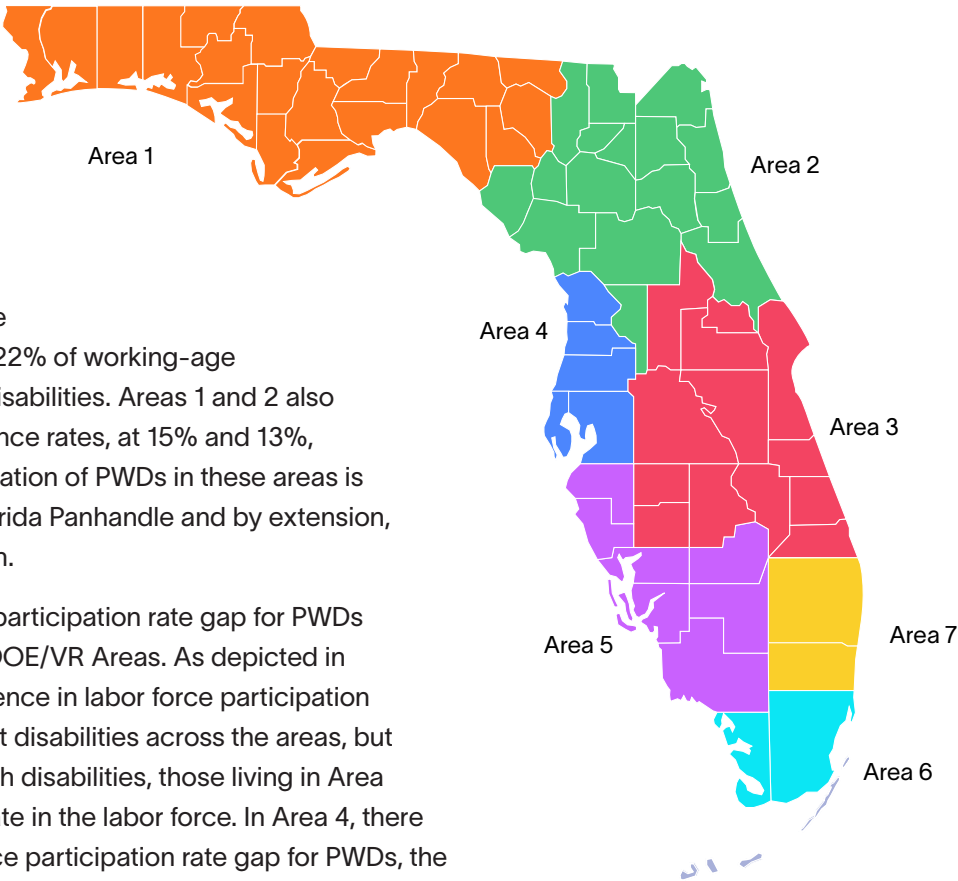 Area 1
Area 2
e
22% of working-age
Area 4
isabilities. Areas 1 and 2 also
nce rates, at 15% and 13%,
Area 3
ation of PWDs in these areas is
rida Panhandle and by extension,
n.
participation rate gap for PWDs
Area 7
Area 5
OOE/VR Areas. As depicted in
ence in labor force participation
t disabilities across the areas, but
h disabilities, those living in Area
Area 6
te in the labor force. In Area 4, there
ce participation rate gap for PWDs, the